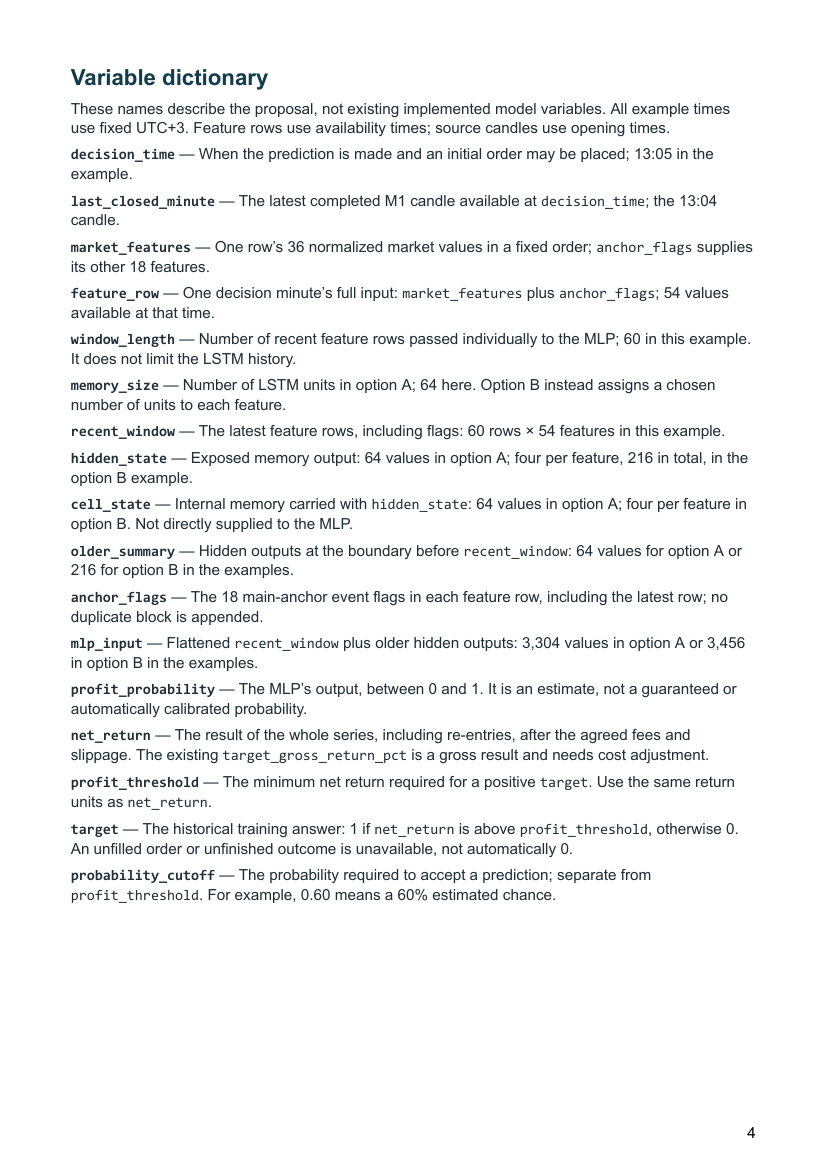 Variable dictionary
These names describe the proposal, not existing implemented model variables. All example times
use fixed UTC+3. Feature rows use availability times; source candles use opening times.
decision_time — When the prediction is made and an initial order may be placed; 13:05 in the
example.
last_closed_minute — The latest completed M1 candle available at decision_time; the 13:04
candle.
market_features — One row’s 36 normalized market values in a fixed order; anchor_flags supplies
its other 18 features.
feature_row — One decision minute’s full input: market_features plus anchor_flags; 54 values
available at that time.
window_length — Number of recent feature rows passed individually to the MLP; 60 in this example.
It does not limit the LSTM history.
memory_size — Number of LSTM units in option A; 64 here. Option B instead assigns a chosen
number of units to each feature.
recent_window — The latest feature rows, including flags: 60 rows × 54 features in this example.
hidden_state — Exposed memory output: 64 values in option A; four per feature, 216 in total, in the
option B example.
cell_state — Internal memory carried with hidden_state: 64 values in option A; four per feature in
option B. Not directly supplied to the MLP.
older_summary — Hidden outputs at the boundary before recent_window: 64 values for option A or
216 for option B in the examples.
anchor_flags — The 18 main-anchor event flags in each feature row, including the latest row; no
duplicate block is appended.
mlp_input — Flattened recent_window plus older hidden outputs: 3,304 values in option A or 3,456
in option B in the examples.
profit_probability — The MLP’s output, between 0 and 1. It is an estimate, not a guaranteed or
automatically calibrated probability.
net_return — The result of the whole series, including re-entries, after the agreed fees and
slippage. The existing target_gross_return_pct is a gross result and needs cost adjustment.
profit_threshold — The minimum net return required for a positive target. Use the same return
units as net_return.
target — The historical training answer: 1 if net_return is above profit_threshold, otherwise 0.
An unfilled order or unfinished outcome is unavailable, not automatically 0.
probability_cutoff — The probability required to accept a prediction; separate from
profit_threshold. For example, 0.60 means a 60% estimated chance.
4